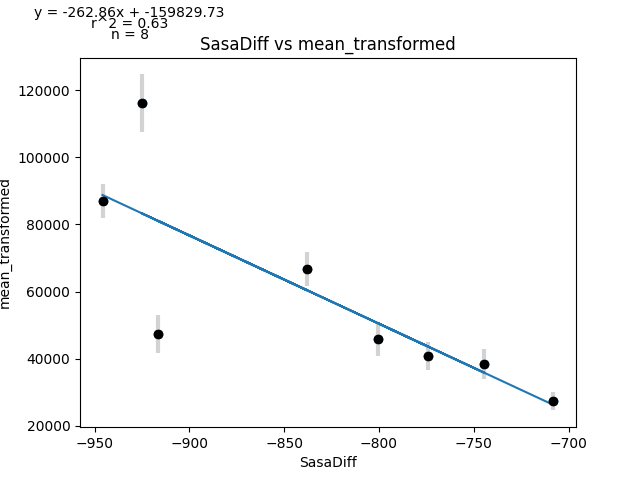 y = -262.86x + -159829.73
r^2 = 0.63
n = 8
SasaDiff vs mean_transformed
mean_transformed
120000
100000
80000
60000
40000
20000
−950
−900
−850
−800
−750
−700
SasaDiff